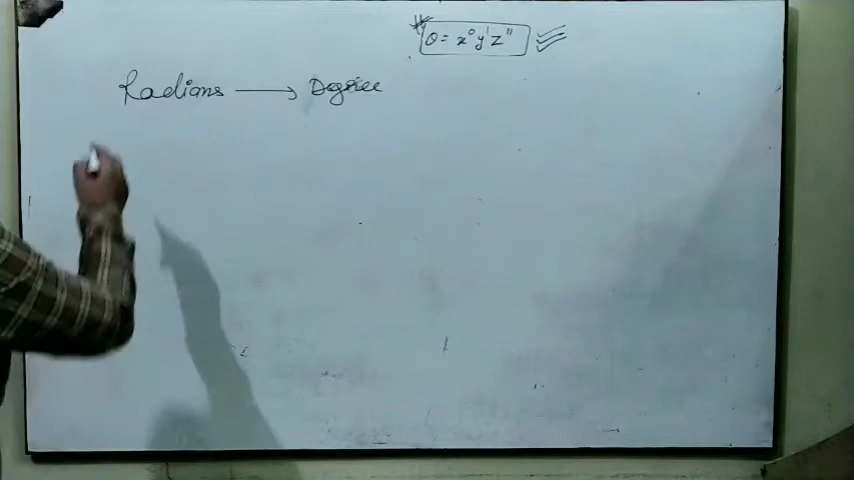 θ = x° y' z"
Radians → Degree